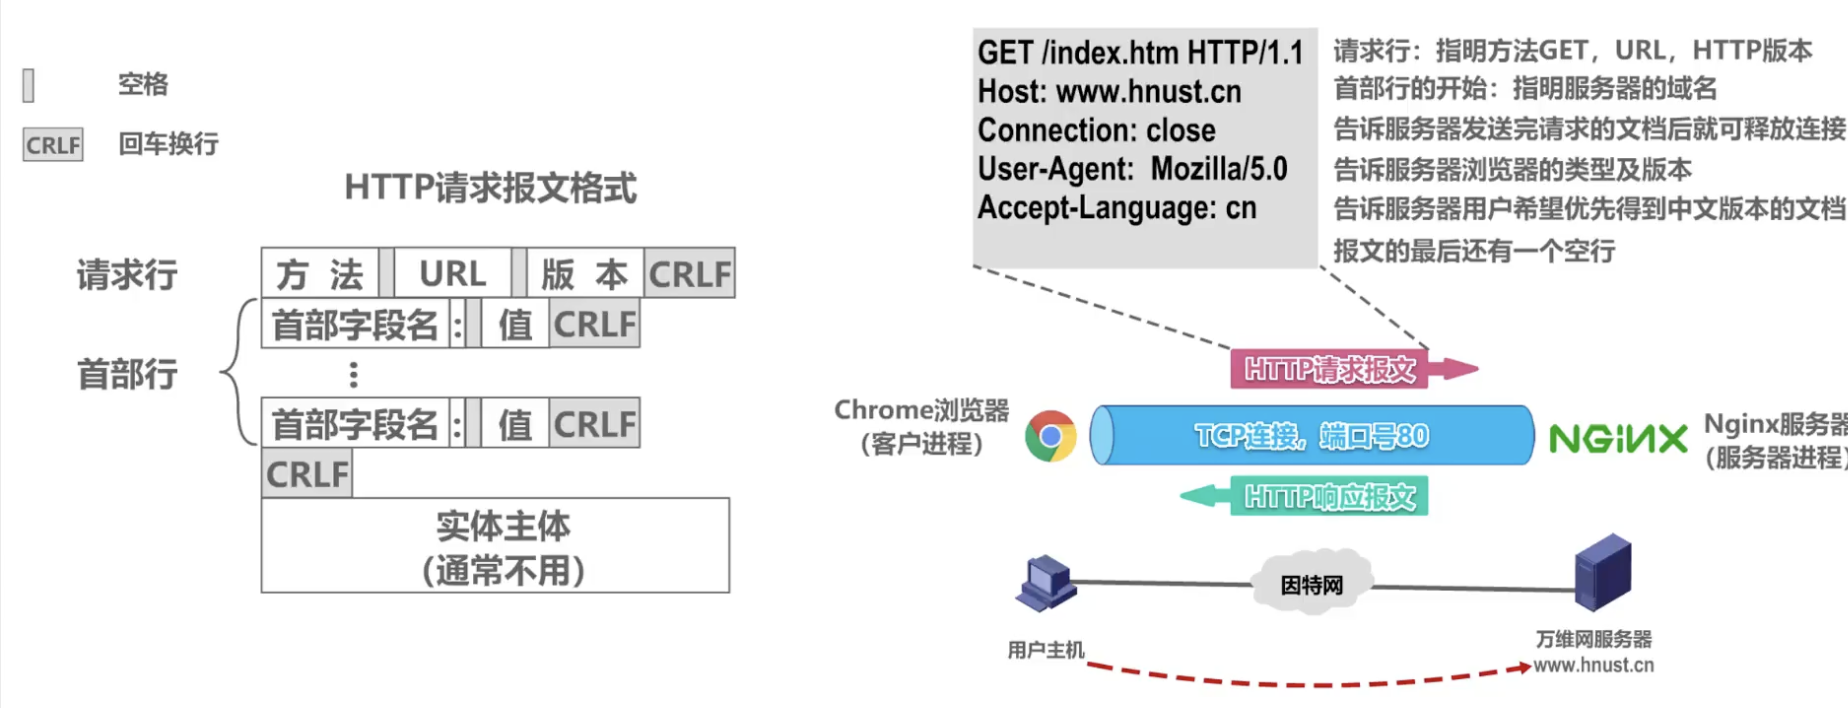 空格
CRLF 回车换行
HTTP请求报文格式
请求行 方 法 URL 版 本 CRLF
首部字段名 : 值 CRLF
首部行
⋮
首部字段名 : 值 CRLF
CRLF
实体主体
(通常不用)
GET /index.htm HTTP/1.1 请求行：指明方法GET，URL，HTTP版本
Host: www.hnust.cn 首部行的开始：指明服务器的域名
Connection: close 告诉服务器发送完请求的文档后就可释放连接
User-Agent: Mozilla/5.0 告诉服务器浏览器的类型及版本
Accept-Language: cn 告诉服务器用户希望优先得到中文版本的文档
报文的最后还有一个空行
HTTP请求报文
Chrome浏览器
（客户进程）
TCP连接，端口号80
NGINX
Nginx服务器
（服务器进程）
HTTP响应报文
因特网
用户主机
万维网服务器
www.hnust.cn